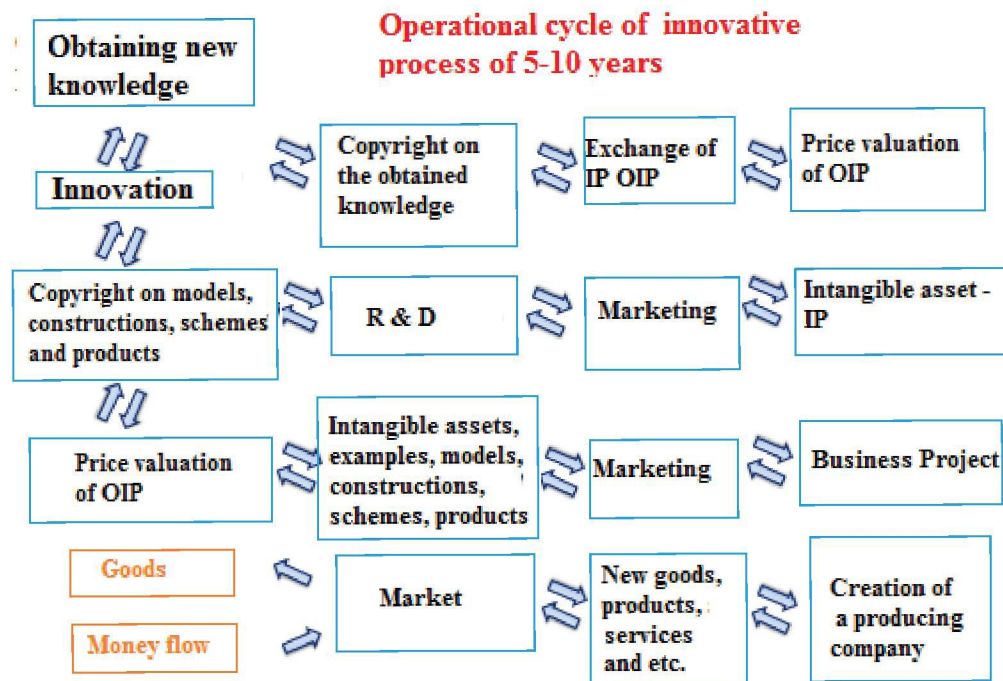 Operational cycle of innovative
process of 5-10 years
Obtaining new
knowledge
Innovation
Copyright on
the obtained
knowledge
Exchange of
IP OIP
Price valuation
of OIP
Copyright on models,
constructions, schemes
and products
R & D
Marketing
Intangible asset -
IP
Price valuation
of OIP
Intangible assets,
examples, models,
constructions,
schemes, products
Marketing
Business Project
Goods
Money flow
Market
New goods,
products,
services
and etc.
Creation of
a producing
company